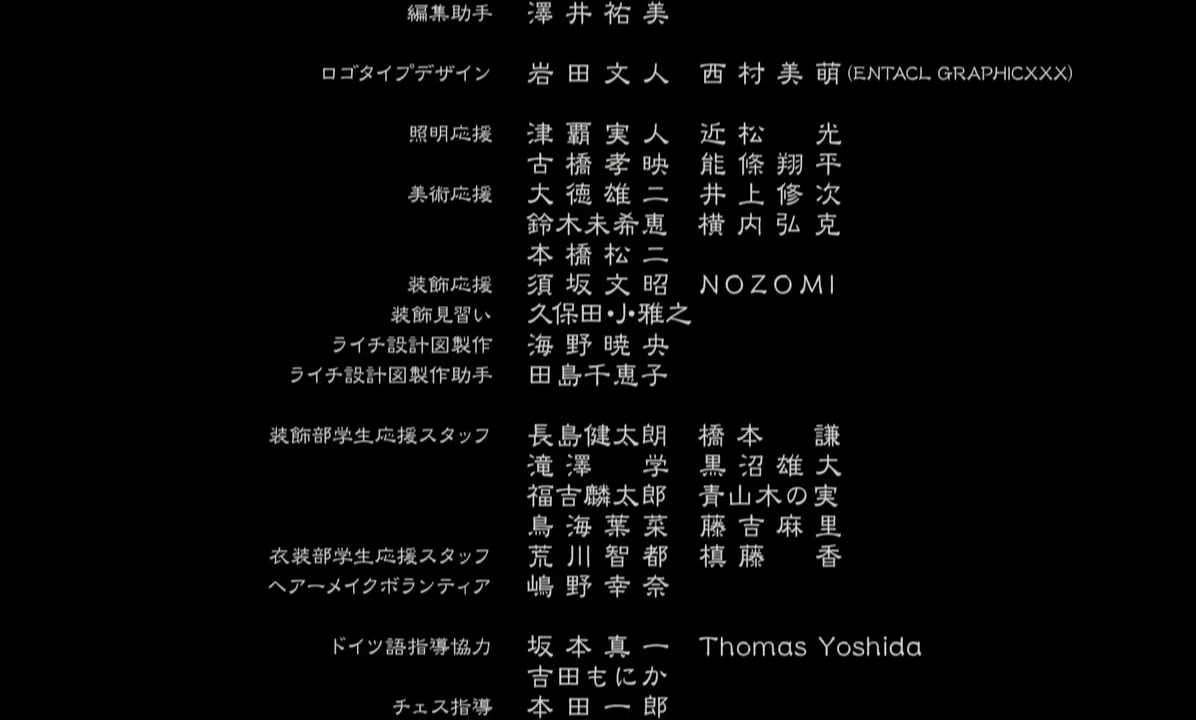 編集助手 澤井祐美
ロゴタイプデザイン 岩田文人 西村美萌(ENTACL GRAPHICXXX)
照明応援 津覇実人 近松 光
古橋孝映 能條翔平
美術応援 大徳雄二 井上修次
鈴木未希恵 横内弘克
本橋松二
装飾応援 須坂文昭 NOZOMI
装飾見習い 久保田・小・雅之
ライチ設計図製作 海野暁央
ライチ設計図製作助手 田島千恵子
装飾部学生応援スタッフ 長島健太朗 橋本 謙
滝澤 学 黒沼雄大
福吉麟太郎 青山木の実
鳥海葉菜 藤吉麻里
衣装部学生応援スタッフ 荒川智都 槙藤 香
ヘアーメイクボランティア 嶋野幸奈
ドイツ語指導協力 坂本真一 Thomas Yoshida
吉田もにか
チェス指導 本田一郎